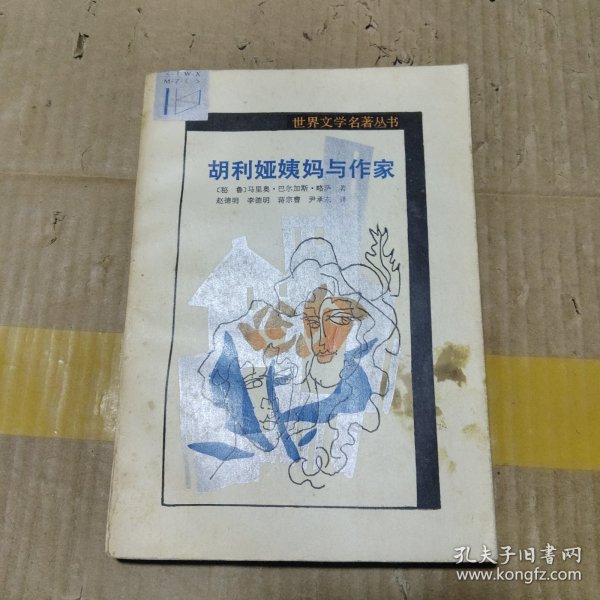 S J W X
M Z C S
世界文学名著丛书
胡利娅姨妈与作家
〔秘 鲁〕马里奥·巴尔加斯·略萨 著
赵德明 李德明 蒋宗曹 尹承东 译
孔夫子旧书网
www.kongfz.com